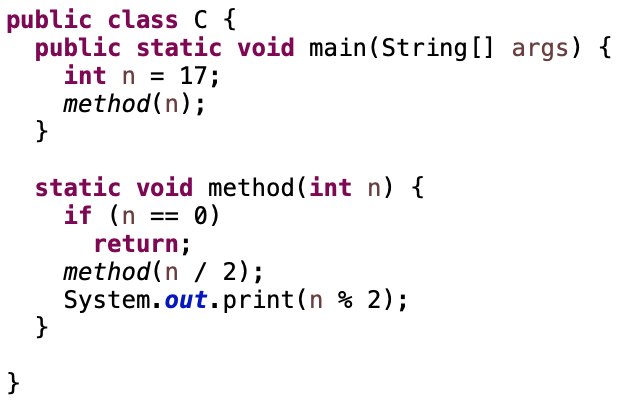 public class C {
  public static void main(String[] args) {
    int n = 17;
    method(n);
  }

  static void method(int n) {
    if (n == 0)
      return;
    method(n / 2);
    System.out.print(n % 2);
  }

}